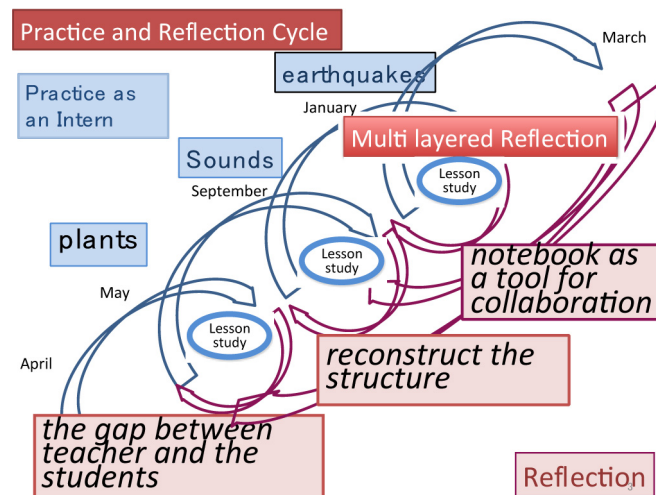 Practice and Reflection Cycle
March
earthquakes
Practice as
an Intern
January
Multi layered Reflection
Sounds
Lesson
study
September
plants
notebook as
a tool for
collaboration
Lesson
study
May
Lesson
study
reconstruct the
structure
April
the gap between
teacher and the
students
Reflection